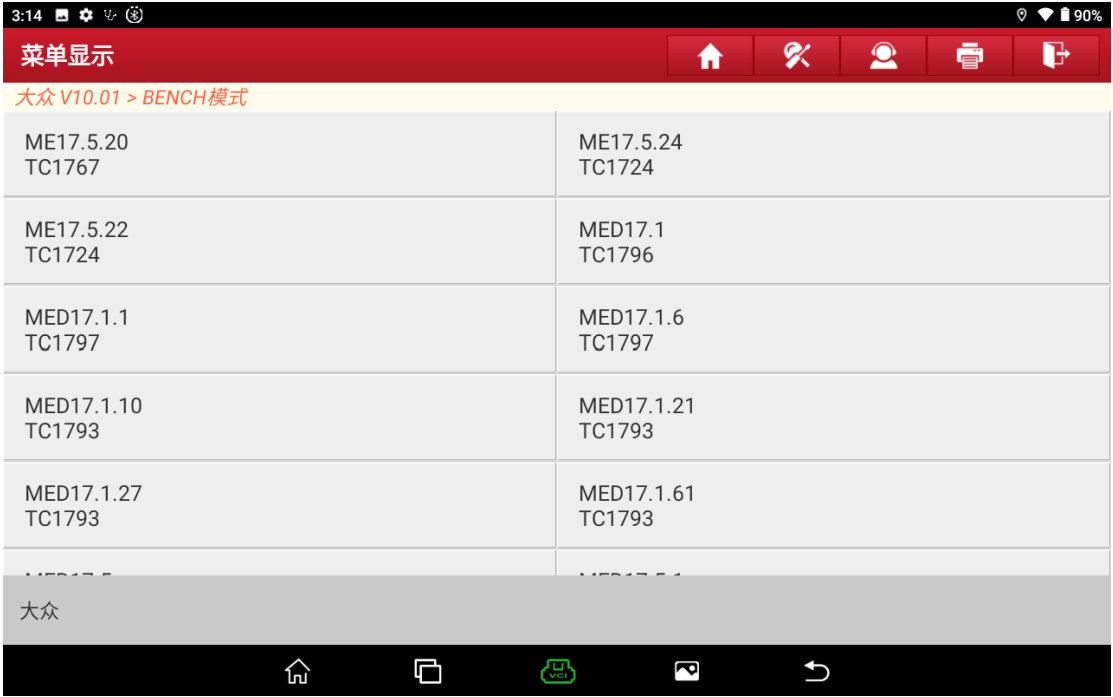 3:14
90%
菜单显示
大众 V10.01 > BENCH模式
ME17.5.20
TC1767
ME17.5.24
TC1724
ME17.5.22
TC1724
MED17.1
TC1796
MED17.1.1
TC1797
MED17.1.6
TC1797
MED17.1.10
TC1793
MED17.1.21
TC1793
MED17.1.27
TC1793
MED17.1.61
TC1793
大众
VCI